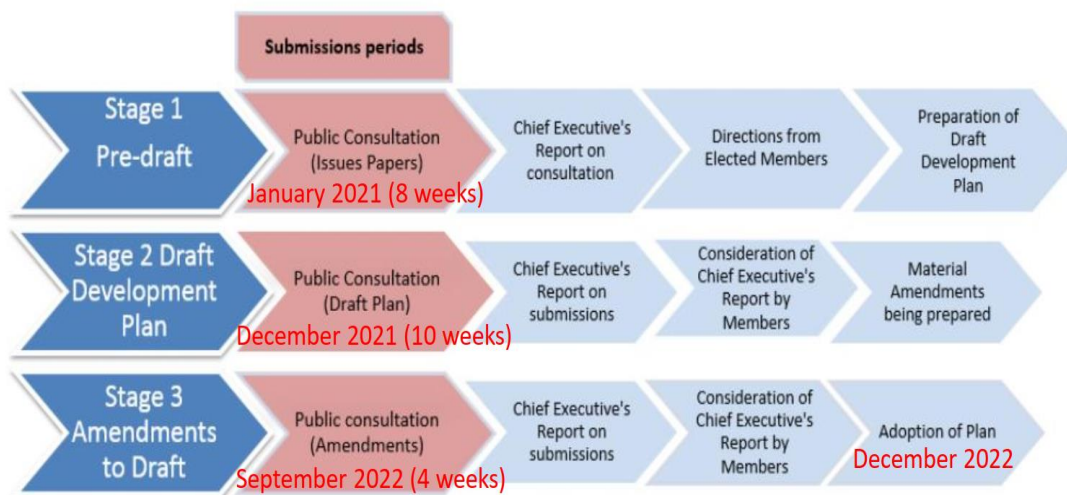 Submissions periods
Stage 1
Pre-draft
Public Consultation
(Issues Papers)
January 2021 (8 weeks)
Chief Executive's
Report on
consultation
Directions from
Elected Members
Preparation of
Draft
Development
Plan
Stage 2 Draft
Development
Plan
Public Consultation
(Draft Plan)
December 2021 (10 weeks)
Chief Executive's
Report on
submissions
Consideration of
Chief Executive's
Report by
Members
Material
Amendments
being prepared
Stage 3
Amendments
to Draft
Public consultation
(Amendments)
September 2022 (4 weeks)
Chief Executive's
Report on
submissions
Consideration of
Chief Executive's
Report by
Members
Adoption of Plan
December 2022